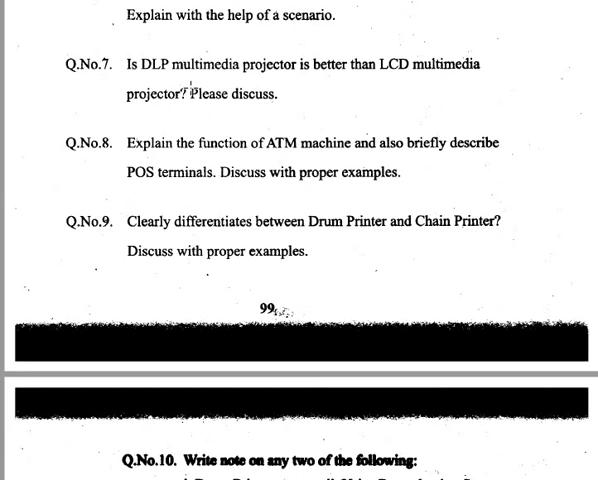 Explain with the help of a scenario.
Q.No.7. Is DLP multimedia projector is better than LCD multimedia
projector? Please discuss.
Q.No.8. Explain the function of ATM machine and also briefly describe
POS terminals. Discuss with proper examples.
Q.No.9. Clearly differentiates between Drum Printer and Chain Printer?
Discuss with proper examples.
99
Q.No.10. Write note on any two of the following: